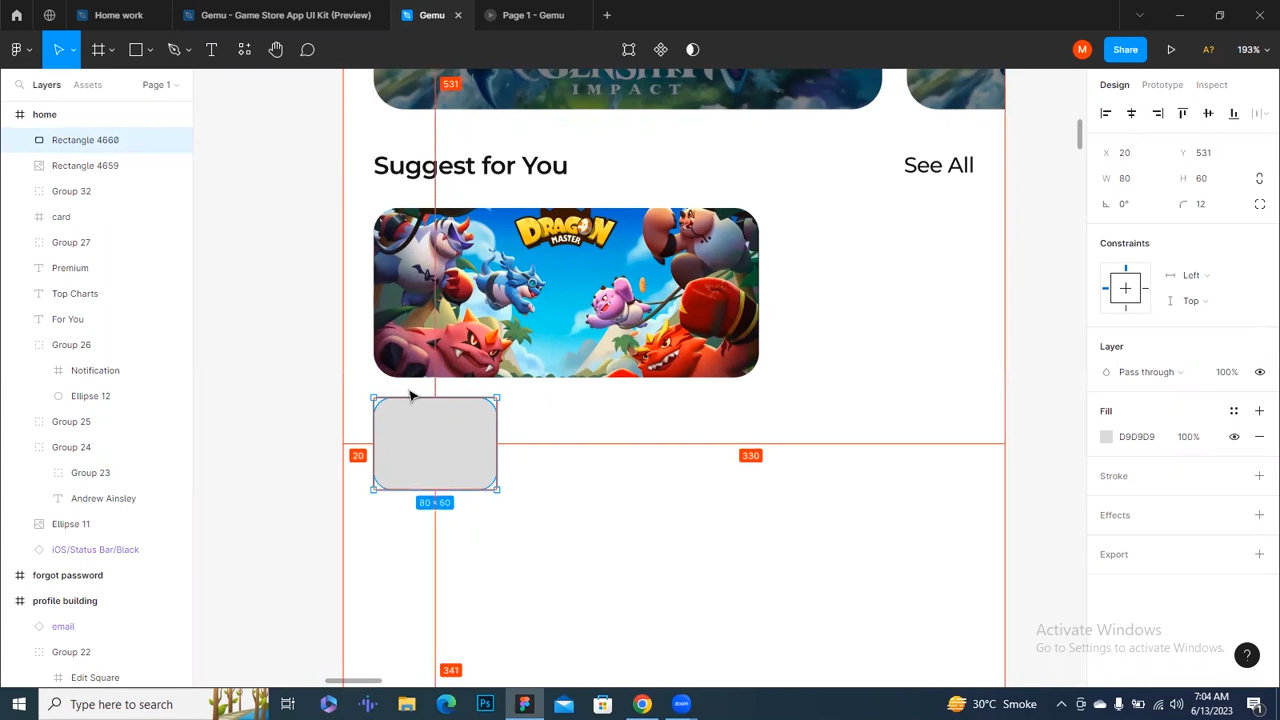 Home work
Gemu - Game Store App UI Kit (Preview)
Gemu
Page 1 - Gemu
M
Share
A?
193%
Layers
Assets
Page 1
home
Rectangle 4660
Rectangle 4659
Group 32
card
Group 27
Premium
Top Charts
For You
Group 26
Notification
Ellipse 12
Group 25
Group 24
Group 23
Andrew Ainsley
Ellipse 11
iOS/Status Bar/Black
forgot password
profile building
email
Group 22
Edit Square
531
GENSHIN
IMPACT
Suggest for You
See All
DRAGON
MASTER
20
330
80 × 60
341
Design
Prototype
Inspect
X 20
Y 531
W 80
H 60
0°
12
Constraints
Left
Top
Layer
Pass through
100%
Fill
D9D9D9
100%
Stroke
Effects
Export
Activate Windows
Go to Settings to activate Windows.
?
Type here to search
Ps
zoom
30°C Smoke
7:04 AM
6/13/2023